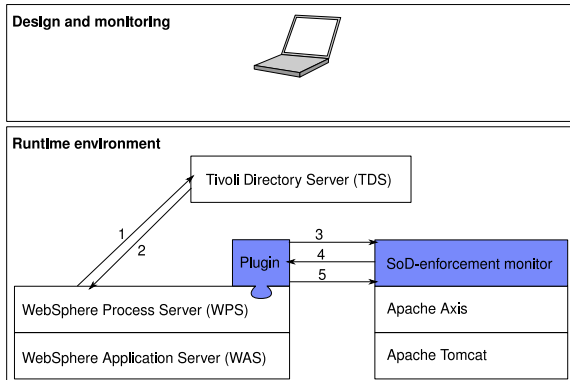 Design and monitoring
Runtime environment
Tivoli Directory Server (TDS)
1
2
3
4
5
Plugin
SoD-enforcement monitor
WebSphere Process Server (WPS)
Apache Axis
WebSphere Application Server (WAS)
Apache Tomcat